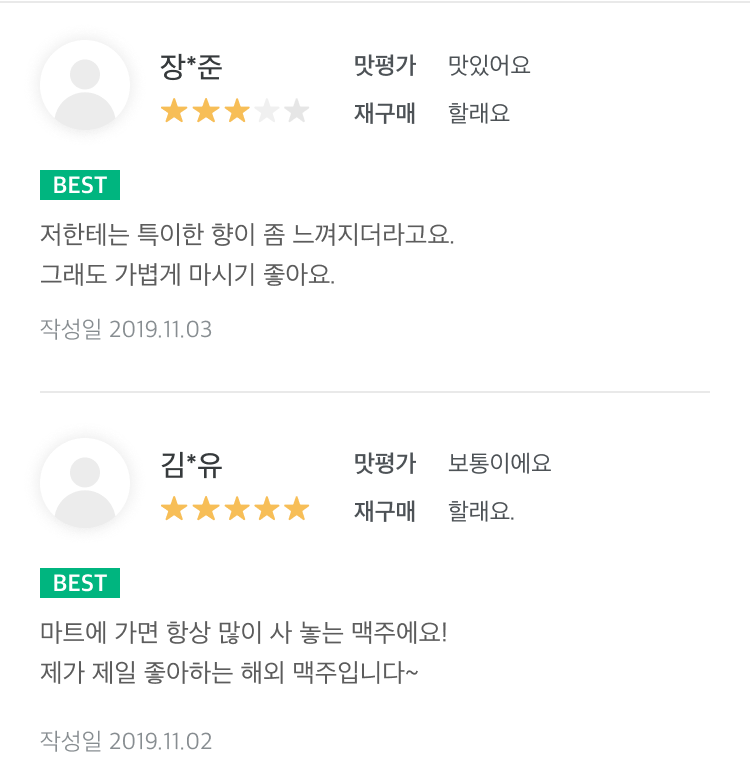 장*준
맛평가 맛있어요
재구매 할래요
BEST
저한테는 특이한 향이 좀 느껴지더라고요.
그래도 가볍게 마시기 좋아요.
작성일 2019.11.03
김*유
맛평가 보통이에요
재구매 할래요.
BEST
마트에 가면 항상 많이 사 놓는 맥주에요!
제가 제일 좋아하는 해외 맥주입니다~
작성일 2019.11.02